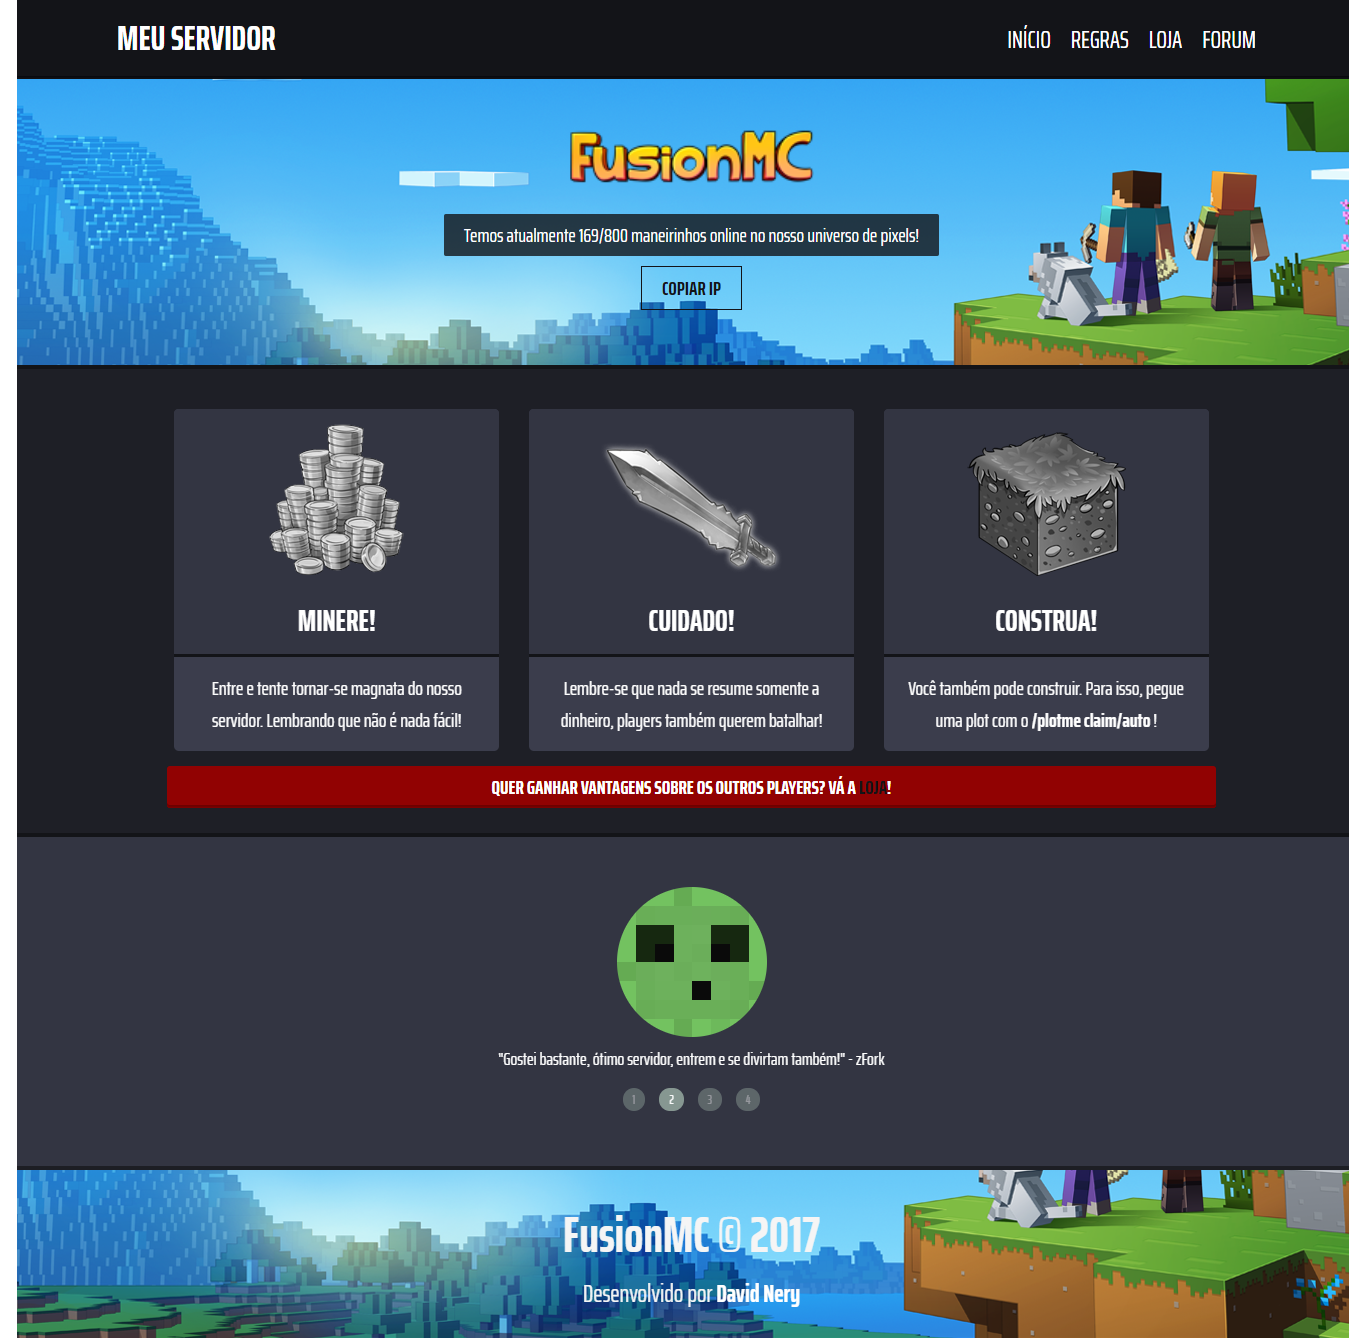 MEU SERVIDOR
INÍCIO REGRAS LOJA FORUM
FusionMC
Temos atualmente 169/800 maneirinhos online no nosso universo de pixels!
COPIAR IP
MINERE!
Entre e tente tornar-se magnata do nosso
servidor. Lembrando que não é nada fácil!
CUIDADO!
Lembre-se que nada se resume somente a
dinheiro, players também querem batalhar!
CONSTRUA!
Você também pode construir. Para isso, pegue
uma plot com o /plotme claim/auto !
QUER GANHAR VANTAGENS SOBRE OS OUTROS PLAYERS? VÁ A LOJA!
"Gostei bastante, ótimo servidor, entrem e se divirtam também!" - zFork
1 2 3 4
FusionMC © 2017
Desenvolvido por David Nery